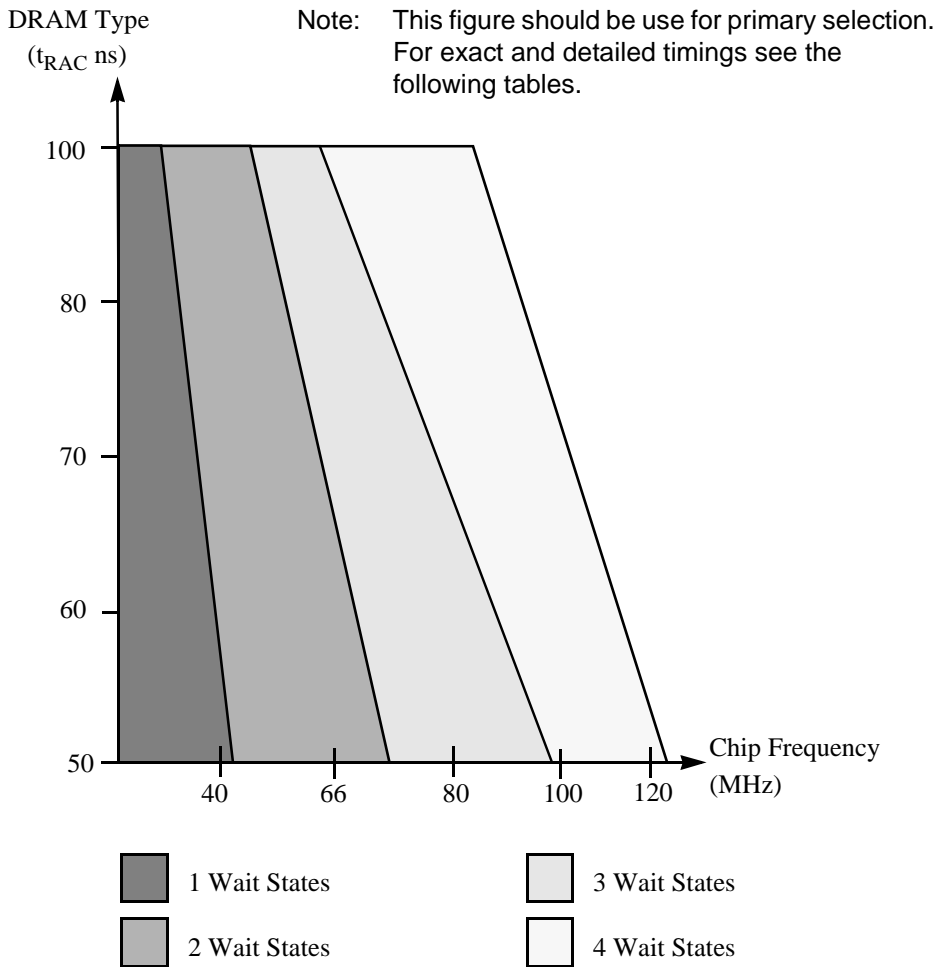 DRAM Type
(tRAC ns)
Note: This figure should be use for primary selection.
For exact and detailed timings see the
following tables.
100
80
70
60
50
40
66
80
100
120
Chip Frequency
(MHz)
1 Wait States
3 Wait States
2 Wait States
4 Wait States